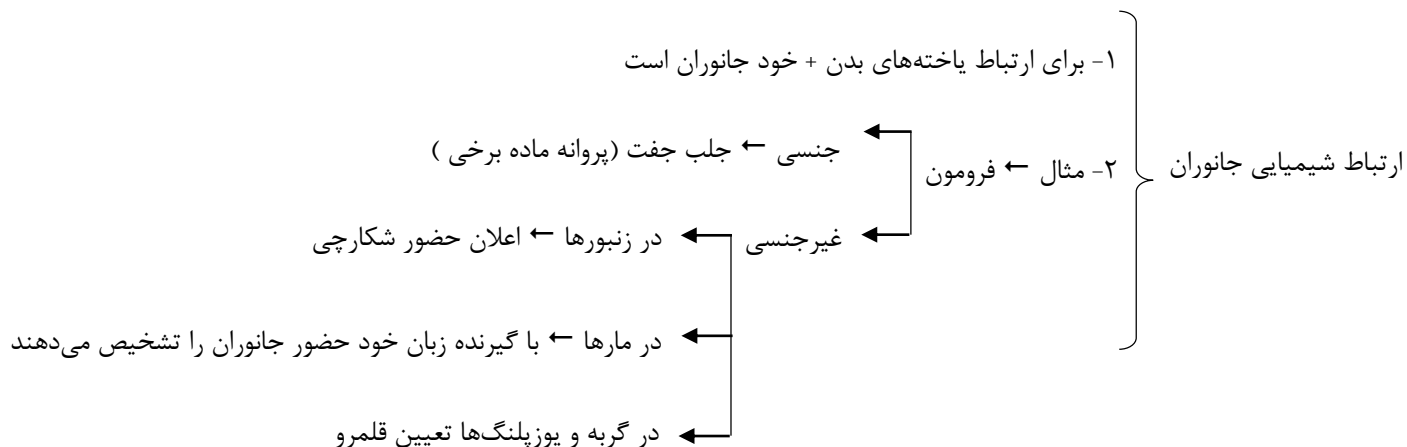 ۱- برای ارتباط یاخته‌های بدن + خود جانوران است
ارتباط شیمیایی جانوران
۲- مثال ← فرومون
جنسی ← جلب جفت (پروانه ماده برخی )
غیرجنسی
در زنبورها ← اعلان حضور شکارچی
در مارها ← با گیرنده زبان خود حضور جانوران را تشخیص می‌دهند
در گربه و یوزپلنگ‌ها تعیین قلمرو